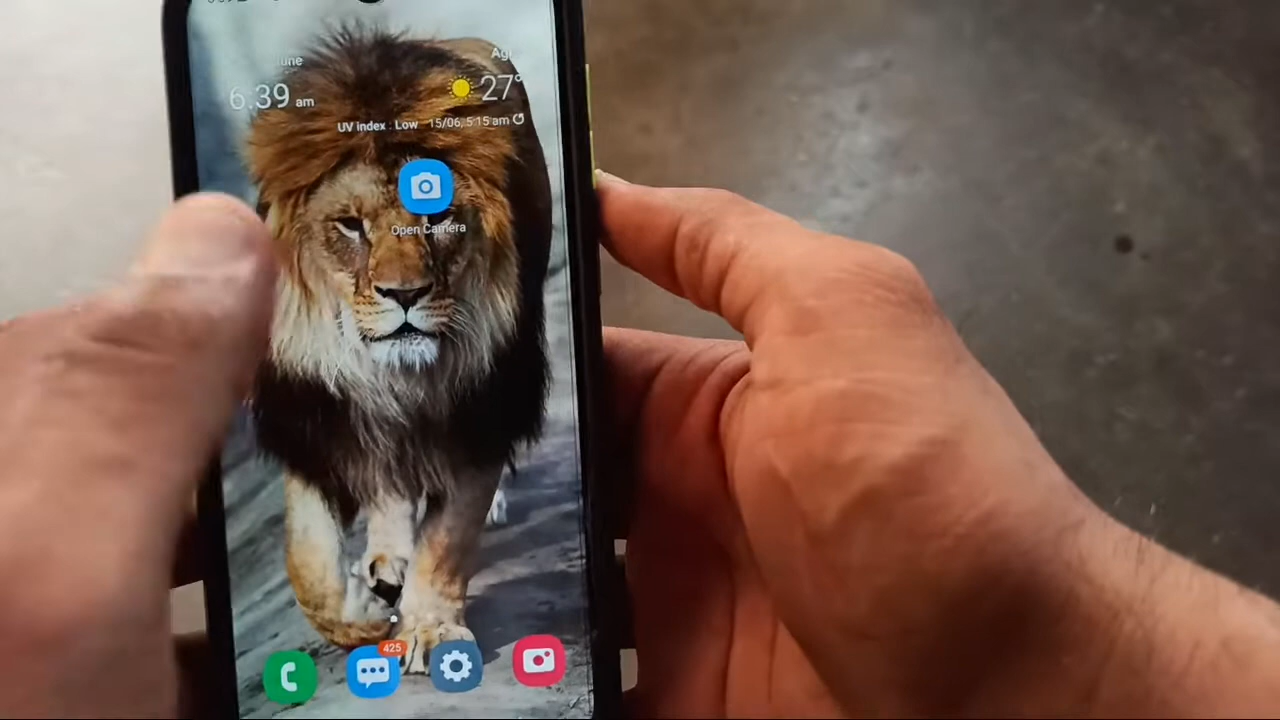 June
6.39 am
27°
UV index : Low 15/06, 5:15 am
Open Camera
425